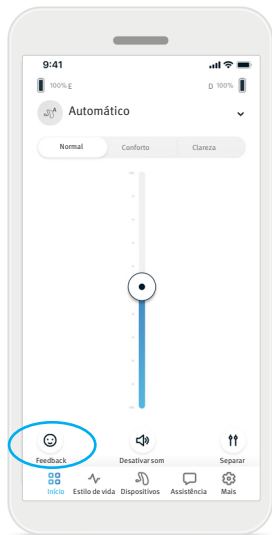 9:41
100% E D 100%
Automático
Normal Conforto Clareza
Feedback Desativar som Separar
Início Estilo de vida Dispositivos Assistência Mais